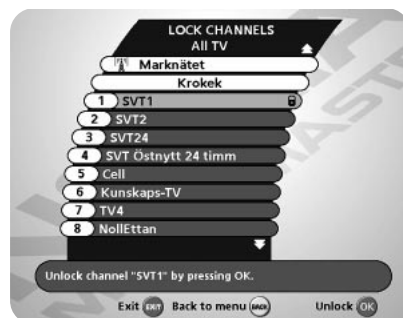 LOCK CHANNELS
All TV
Marknätet
Krokek
1 SVT1
2 SVT2
3 SVT24
4 SVT Östnytt 24 timm
5 Cell
6 Kunskaps-TV
7 TV4
8 NollEttan
Unlock channel "SVT1" by pressing OK.
Exit EXIT Back to menu BACK Unlock OK